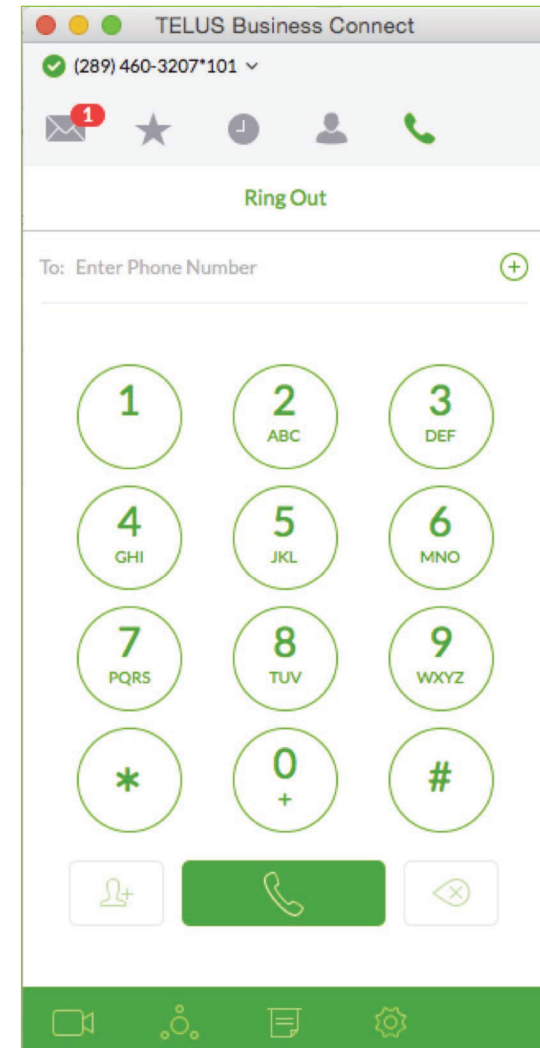 TELUS Business Connect
(289) 460-3207*101
1
Ring Out
To: Enter Phone Number
1 2 3
ABC DEF
4 5 6
GHI JKL MNO
7 8 9
PQRS TUV WXYZ
* 0 #
+